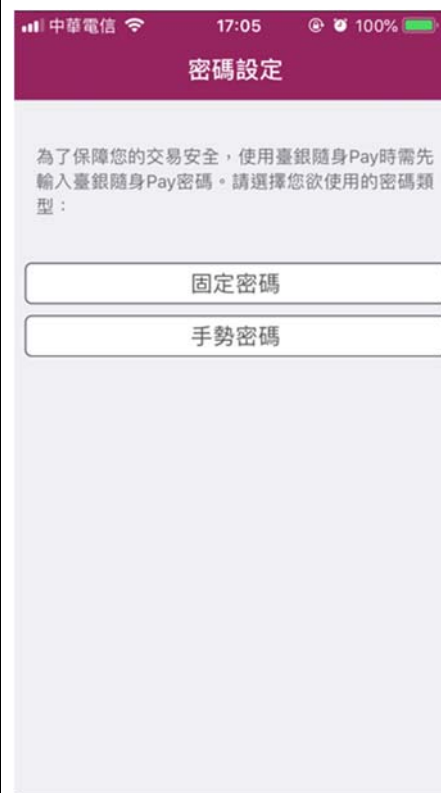 中華電信 17:05 100%
密碼設定
為了保障您的交易安全，使用臺銀隨身Pay時需先
輸入臺銀隨身Pay密碼。請選擇您欲使用的密碼類
型：
固定密碼
手勢密碼